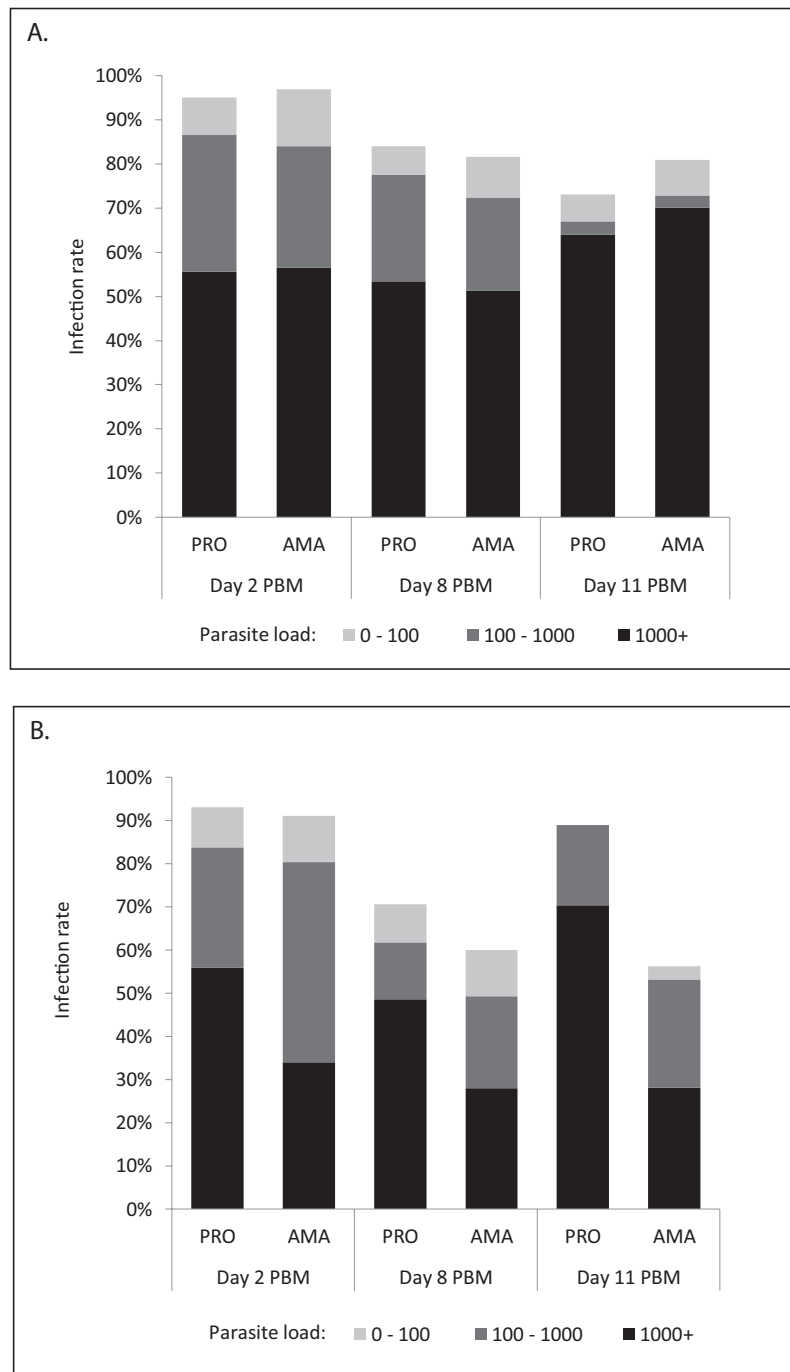 A.
100%
90%
80%
70%
60%
50%
40%
30%
20%
10%
0%
Infection rate
PRO AMA PRO AMA PRO AMA
Day 2 PBM Day 8 PBM Day 11 PBM
Parasite load: 0 - 100 100 - 1000 1000+
B.
100%
90%
80%
70%
60%
50%
40%
30%
20%
10%
0%
Infection rate
PRO AMA PRO AMA PRO AMA
Day 2 PBM Day 8 PBM Day 11 PBM
Parasite load: 0 - 100 100 - 1000 1000+